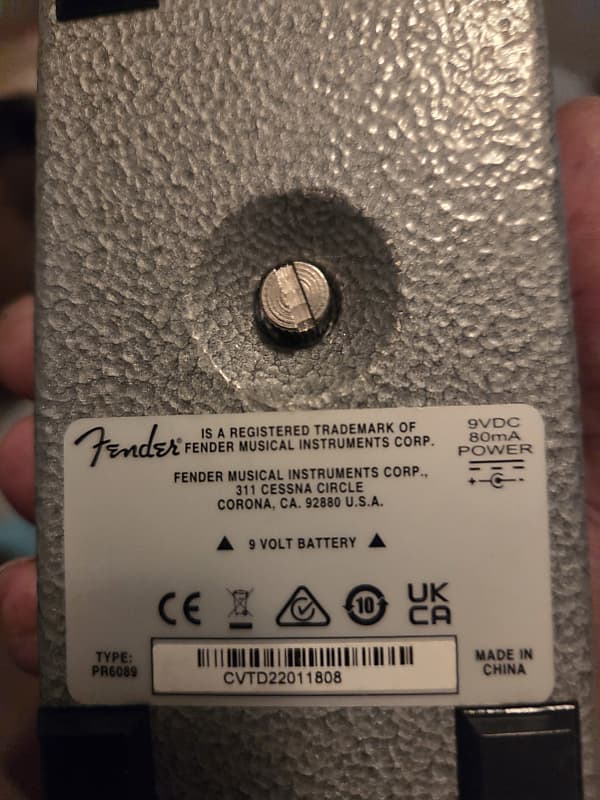 Fender® IS A REGISTERED TRADEMARK OF
FENDER MUSICAL INSTRUMENTS CORP.
FENDER MUSICAL INSTRUMENTS CORP.,
311 CESSNA CIRCLE
CORONA, CA. 92880 U.S.A.
9VDC
80mA
POWER
9 VOLT BATTERY
CE
10
UK
CA
TYPE:
PR6089
CVTD22011808
MADE IN
CHINA